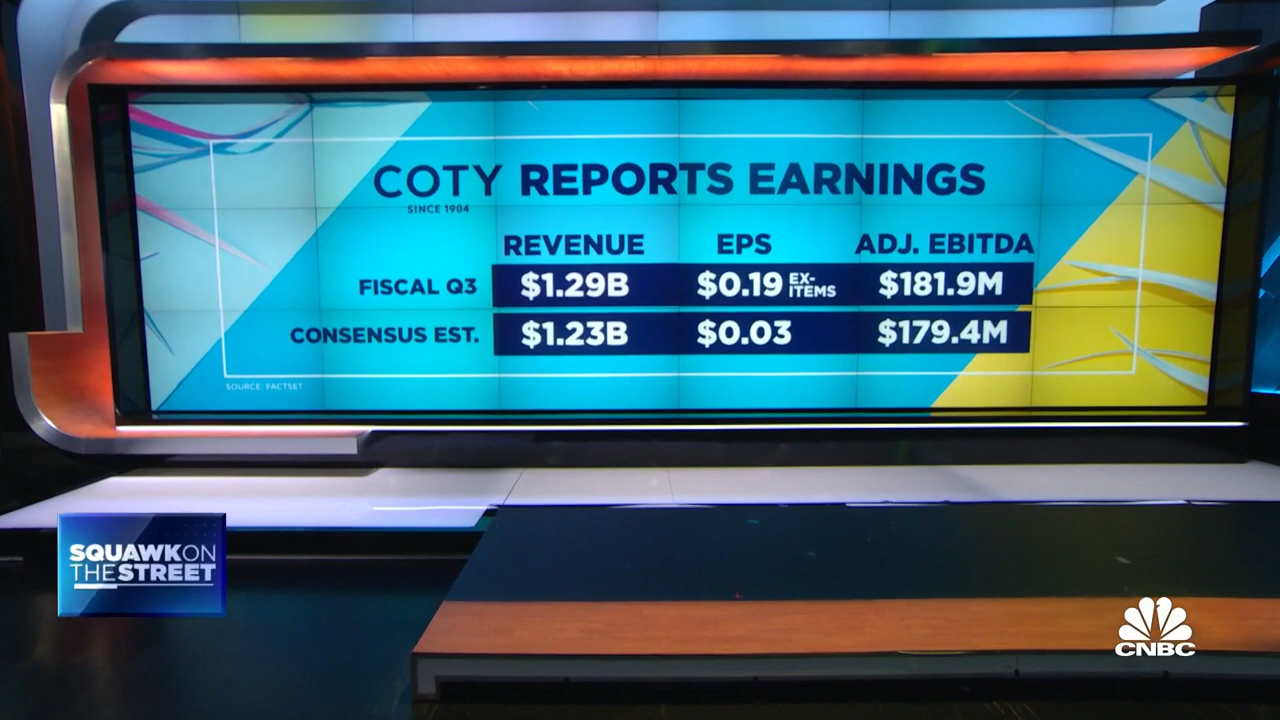 COTY REPORTS EARNINGS
SINCE 1904
REVENUE EPS ADJ. EBITDA
FISCAL Q3 $1.29B $0.19 EX-ITEMS $181.9M
CONSENSUS EST. $1.23B $0.03 $179.4M
SOURCE: FACTSET
SQUAWK ON
THE STREET
CNBC